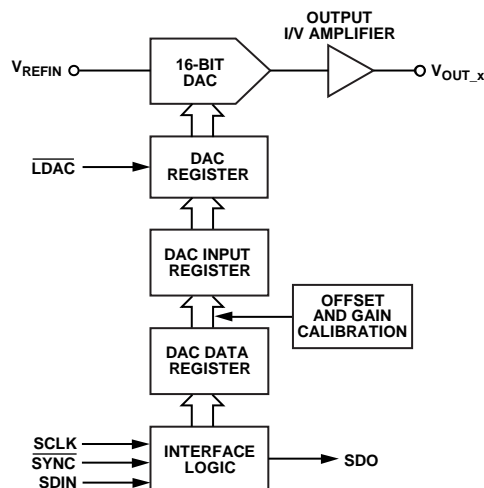 OUTPUT
I/V AMPLIFIER
VREFIN
16-BIT
DAC
VOUT_x
LDAC
DAC
REGISTER
DAC INPUT
REGISTER
OFFSET
AND GAIN
CALIBRATION
DAC DATA
REGISTER
SCLK
SYNC
SDIN
INTERFACE
LOGIC
SDO